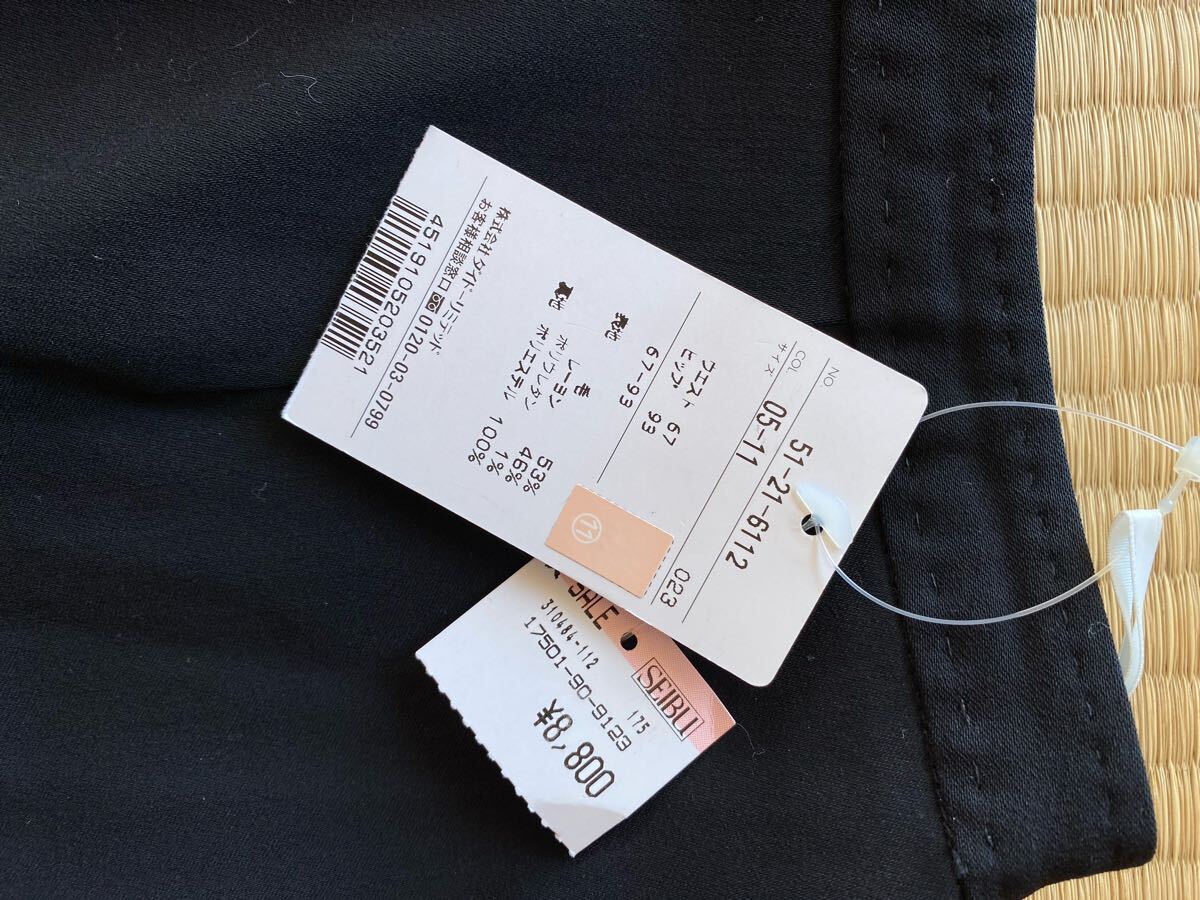 NO. 51-21-6112
COL. 05-11 023
サイズ
ウエスト 67
ヒップ 93
67-93
表地 毛 53%
レーヨン 46%
ポリウレタン 1%
裏地 ポリエステル 100%
株式会社 ダイドーリミテッド
お客様相談窓口 0120-03-0799
4519105203521
⑪
SEIBU
SALE
175
310484-112
17501-90-9123
¥8,800